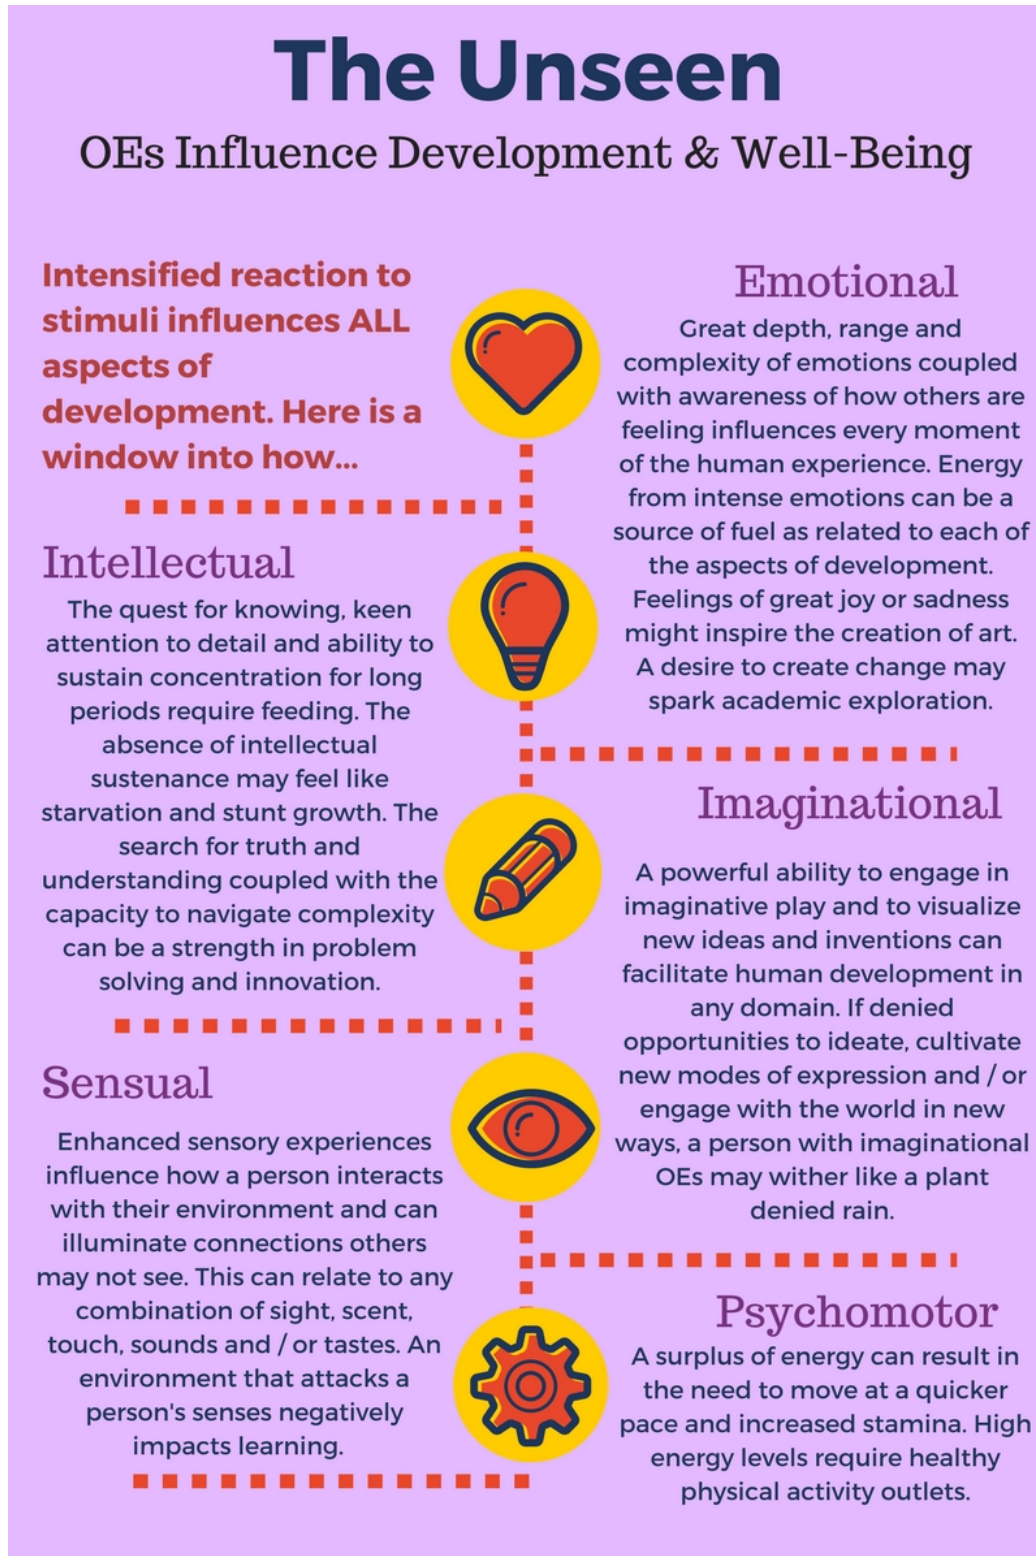 The Unseen
OEs Influence Development & Well-Being
Intensified reaction to
stimuli influences ALL
aspects of
development. Here is a
window into how...
Emotional
Great depth, range and
complexity of emotions coupled
with awareness of how others are
feeling influences every moment
of the human experience. Energy
from intense emotions can be a
source of fuel as related to each of
the aspects of development.
Feelings of great joy or sadness
might inspire the creation of art.
A desire to create change may
spark academic exploration.
Intellectual
The quest for knowing, keen
attention to detail and ability to
sustain concentration for long
periods require feeding. The
absence of intellectual
sustenance may feel like
starvation and stunt growth. The
search for truth and
understanding coupled with the
capacity to navigate complexity
can be a strength in problem
solving and innovation.
Imaginational
A powerful ability to engage in
imaginative play and to visualize
new ideas and inventions can
facilitate human development in
any domain. If denied
opportunities to ideate, cultivate
new modes of expression and / or
engage with the world in new
ways, a person with imaginational
OEs may wither like a plant
denied rain.
Sensual
Enhanced sensory experiences
influence how a person interacts
with their environment and can
illuminate connections others
may not see. This can relate to any
combination of sight, scent,
touch, sounds and / or tastes. An
environment that attacks a
person's senses negatively
impacts learning.
Psychomotor
A surplus of energy can result in
the need to move at a quicker
pace and increased stamina. High
energy levels require healthy
physical activity outlets.